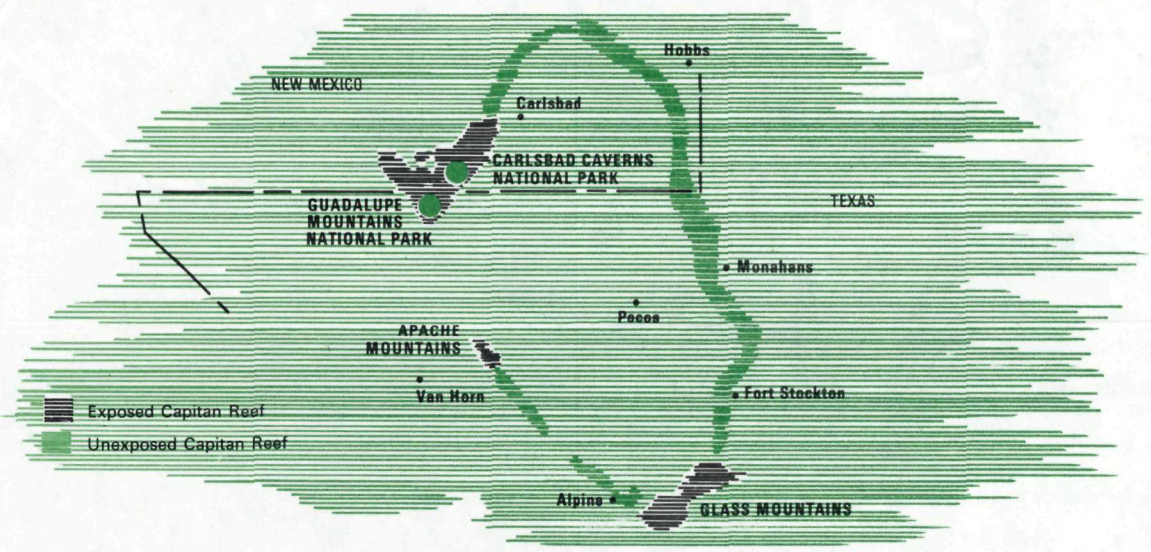 Hobbs
NEW MEXICO
Carlsbad
CARLSBAD CAVERNS
NATIONAL PARK
TEXAS
GUADALUPE
MOUNTAINS
NATIONAL PARK
Monahans
Pecos
APACHE
MOUNTAINS
Van Horn
Fort Stockton
Exposed Capitan Reef
Unexposed Capitan Reef
Alpine
GLASS MOUNTAINS